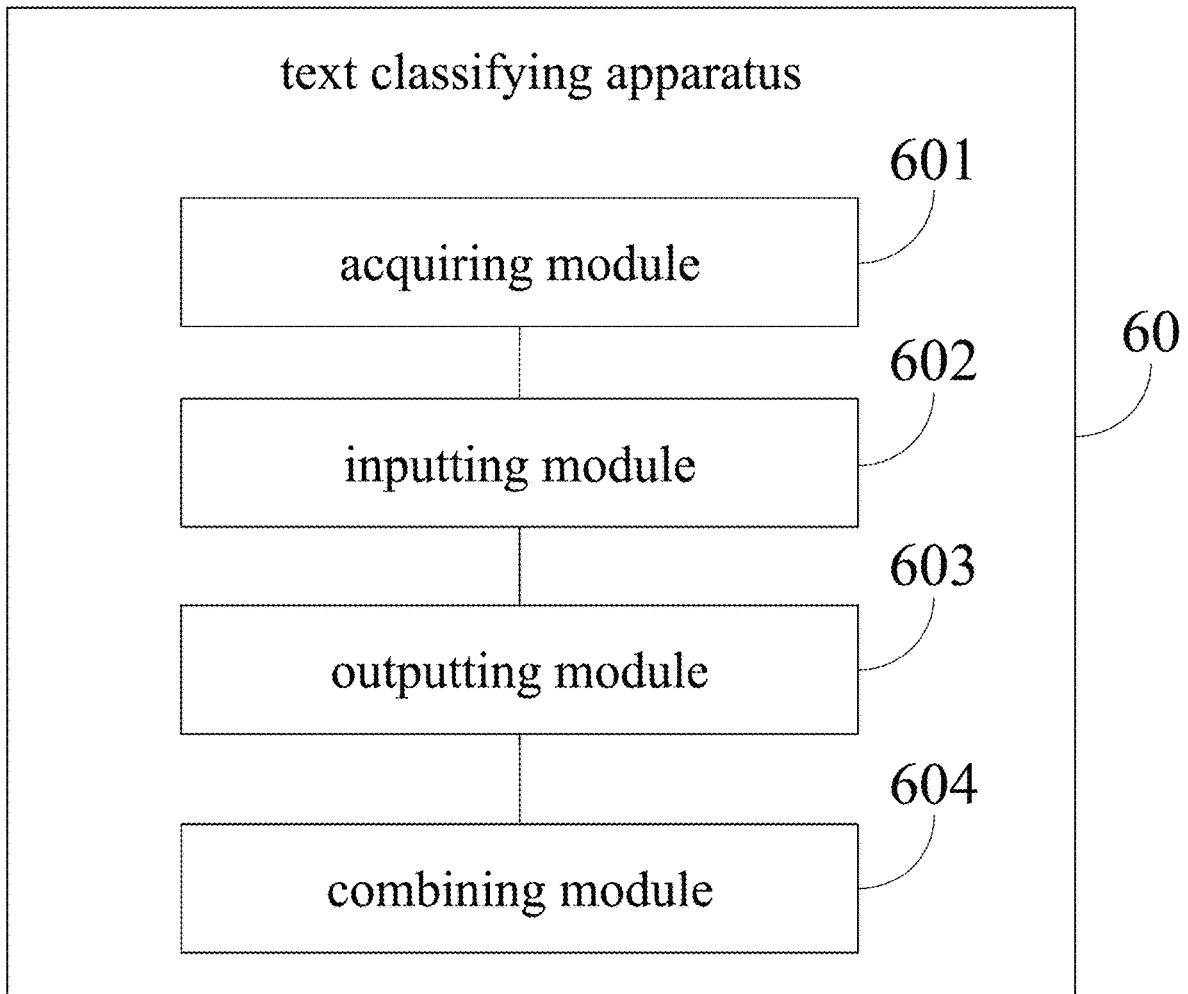 text classifying apparatus
601
acquiring module
60
602
inputting module
603
outputting module
604
combining module